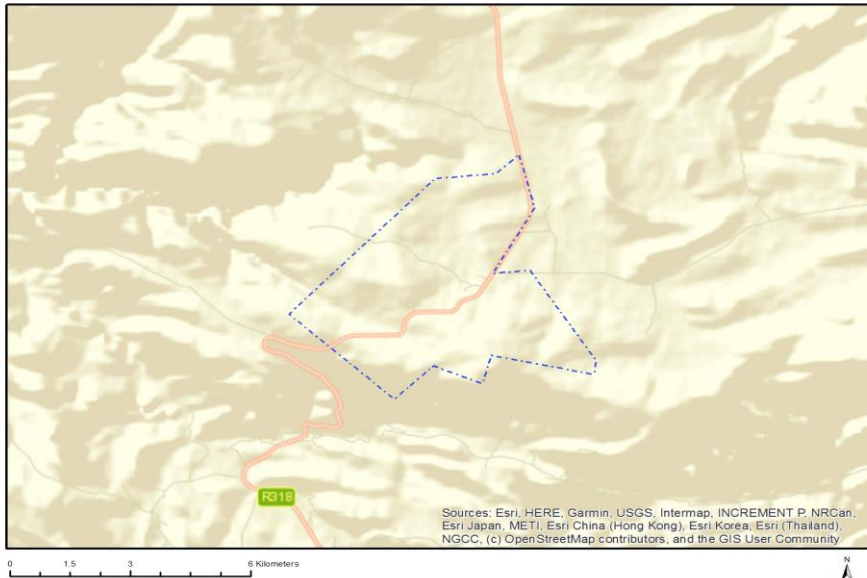 R318
Sources: Esri, HERE, Garmin, USGS, Intermap, INCREMENT P, NRCan,
Esri Japan, METI, Esri China (Hong Kong), Esri Korea, Esri (Thailand),
NGCC, (c) OpenStreetMap contributors, and the GIS User Community
0 1.5 3 6 Kilometers
N